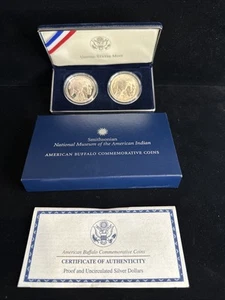 Smithsonian
National Museum of the American Indian
AMERICAN BUFFALO COMMEMORATIVE COINS
American Buffalo Commemorative Coins
CERTIFICATE OF AUTHENTICITY
Proof and Uncirculated Silver Dollars